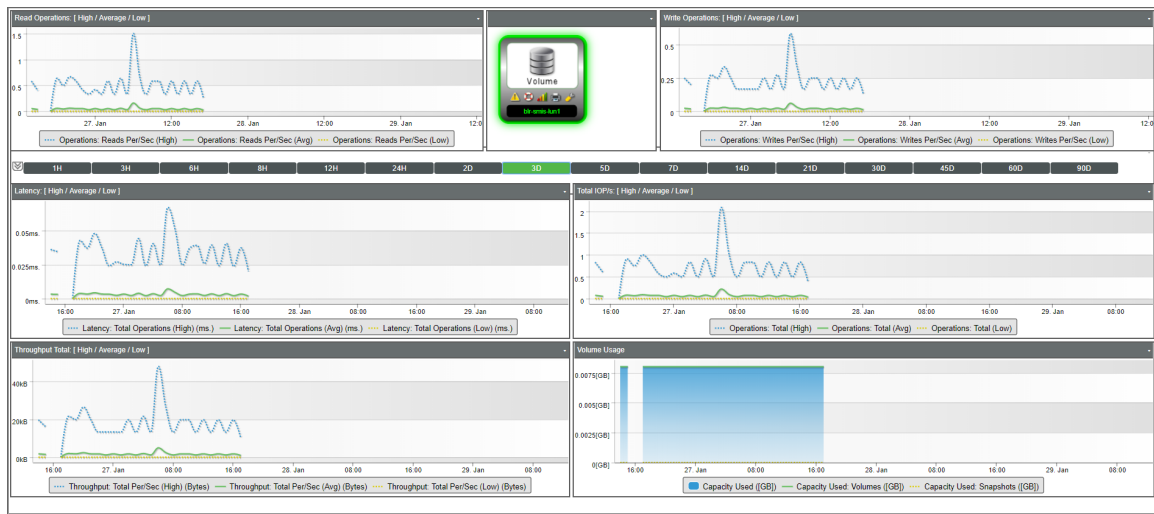 Read Operations: [ High / Average / Low ]
1.5
1
0.5
0
27. Jan 12:00 28. Jan 12:00 29. Jan 12:0
Operations: Reads Per/Sec (High) Operations: Reads Per/Sec (Avg) Operations: Reads Per/Sec (Low)
Volume
blr-smis-lun1
Write Operations: [ High / Average / Low ]
0.5
0.25
0
27. Jan 12:00 28. Jan 12:00 29. Jan
Operations: Writes Per/Sec (High) Operations: Writes Per/Sec (Avg) Operations: Writes Per/Sec (Low)
1H 3H 6H 8H 12H 24H 2D 3D 5D 7D 14D 21D 30D 45D 60D 90D
Latency: [ High / Average / Low ]
0.05ms.
0.025ms.
0ms.
16:00 27. Jan 08:00 16:00 28. Jan 08:00 16:00 29. Jan 08:00
Latency: Total Operations (High) (ms.) Latency: Total Operations (Avg) (ms.) Latency: Total Operations (Low) (ms.)
Total IOP/s: [ High / Average / Low ]
2
1.5
1
0.5
0
16:00 27. Jan 08:00 16:00 28. Jan 08:00 16:00 29. Jan 08:00
Operations: Total (High) Operations: Total (Avg) Operations: Total (Low)
Throughput Total: [ High / Average / Low ]
40kB
20kB
0kB
16:00 27. Jan 08:00 16:00 28. Jan 08:00 16:00 29. Jan 08:00
Throughput: Total Per/Sec (High) (Bytes) Throughput: Total Per/Sec (Avg) (Bytes) Throughput: Total Per/Sec (Low) (Bytes)
Volume Usage
0.0075[GB]
0.005[GB]
0.0025[GB]
0[GB]
16:00 27. Jan 08:00 16:00 28. Jan 08:00 16:00 29. Jan 08:00
Capacity Used ([GB]) Capacity Used: Volumes ([GB]) Capacity Used: Snapshots ([GB])